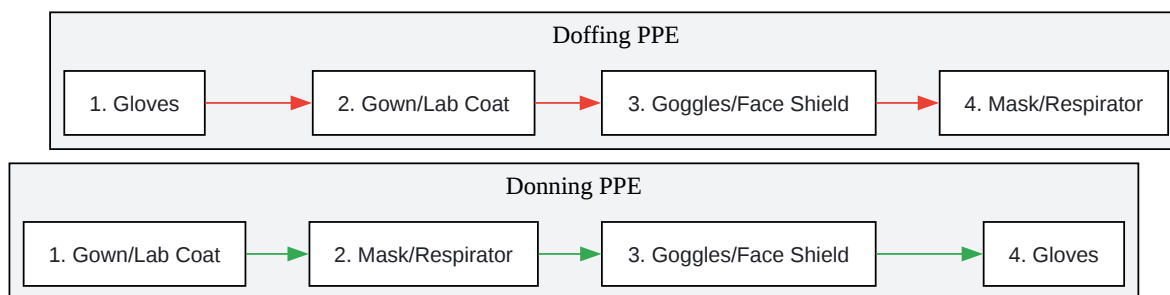 Doffing PPE
1. Gloves
2. Gown/Lab Coat
3. Goggles/Face Shield
4. Mask/Respirator
Donning PPE
1. Gown/Lab Coat
2. Mask/Respirator
3. Goggles/Face Shield
4. Gloves